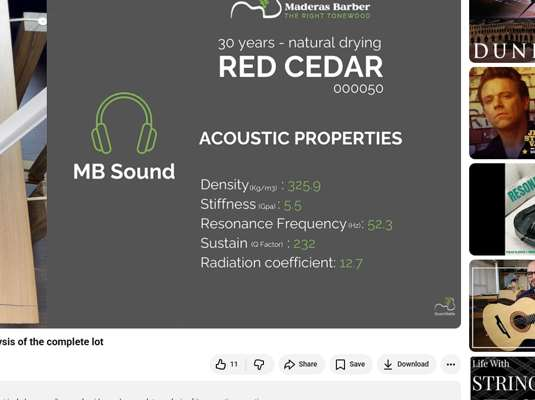 Maderas Barber
THE RIGHT TONEWOOD
30 years - natural drying
RED CEDAR
000050
ACOUSTIC PROPERTIES
MB Sound
Density (Kg/m3) : 325.9
Stiffness (Gpa) : 5.5
Resonance Frequency (Hz): 52.3
Sustain (Q Factor) : 232
Radiation coefficient: 12.7
DUN
RESON
ysis of the complete lot
11
Share
Save
Download
Life With
STRING